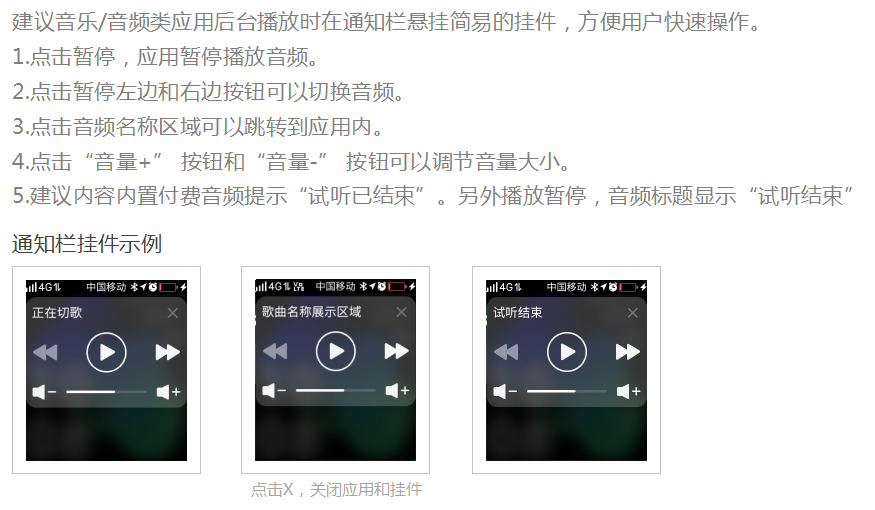 建议音乐/音频类应用后台播放时在通知栏悬挂简易的挂件，方便用户快速操作。
1.点击暂停，应用暂停播放音频。
2.点击暂停左边和右边按钮可以切换音频。
3.点击音频名称区域可以跳转到应用内。
4.点击“音量+” 按钮和“音量-” 按钮可以调节音量大小。
5.建议内容内置付费音频提示“试听已结束”。另外播放暂停，音频标题显示“试听结束”
通知栏挂件示例
4G 中国移动
正在切歌
4G 中国移动
歌曲名称展示区域
4G 中国移动
试听结束
点击X，关闭应用和挂件